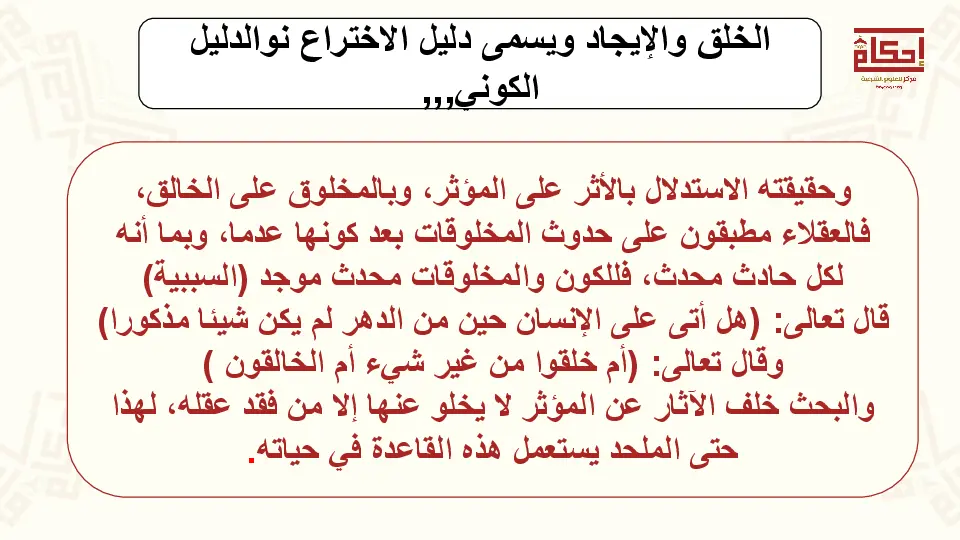 الخلق والإيجاد ويسمى دليل الاختراع نوالدليل
الكوني,,,
إحكام
مركز للعلوم الشرعية
وحقيقته الاستدلال بالأثر على المؤثر، وبالمخلوق على الخالق،
فالعقلاء مطبقون على حدوث المخلوقات بعد كونها عدما، وبما أنه
لكل حادث محدث، فللكون والمخلوقات محدث موجد (السببية)
قال تعالى: (هل أتى على الإنسان حين من الدهر لم يكن شيئا مذكورا)
وقال تعالى: (أم خلقوا من غير شيء أم الخالقون )
والبحث خلف الآثار عن المؤثر لا يخلو عنها إلا من فقد عقله، لهذا
حتى الملحد يستعمل هذه القاعدة في حياته.